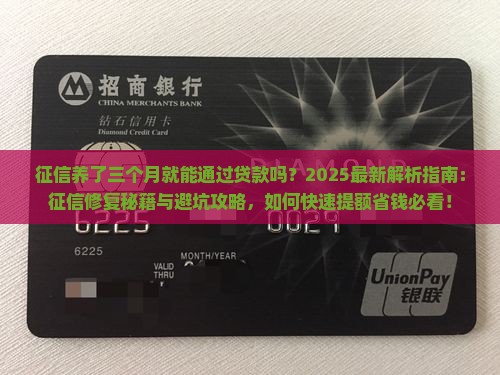 招商銀行
CHINA MERCHANTS BANK
钻石信用卡
Diamond Credit Card
征信养了三个月就能通过贷款吗？2025最新解析指南：
征信修复秘籍与避坑攻略，如何快速提额省钱必看！
6225 0029
6225
MONTH/YEAR
VALID
THRU
UnionPay
银联